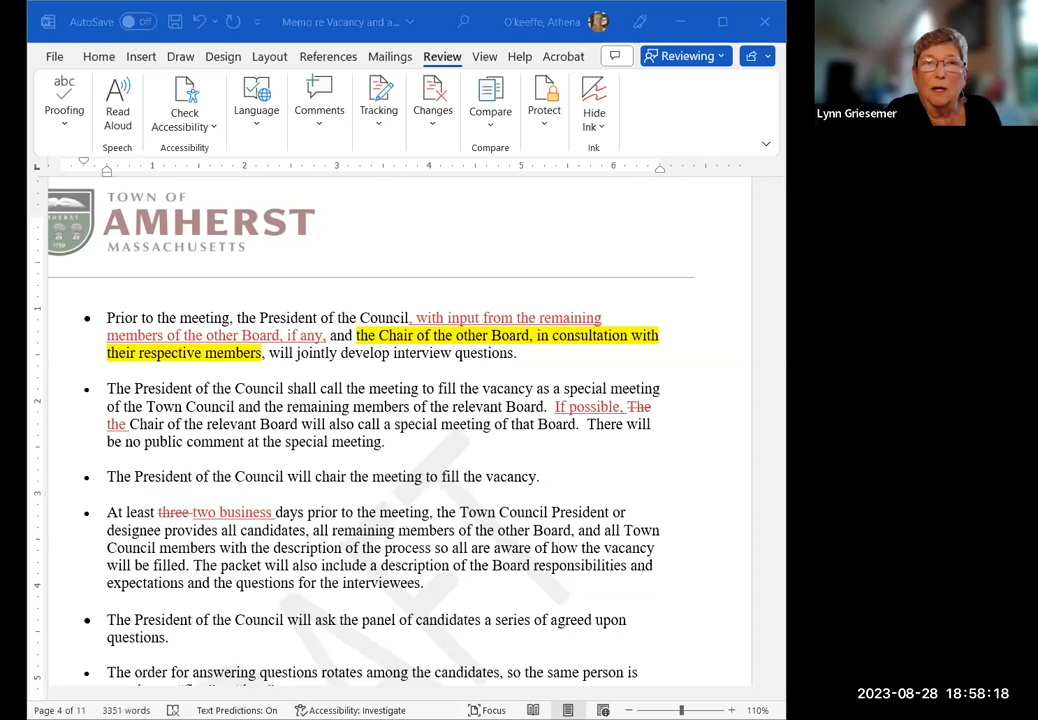 AutoSave Off Memo re Vacancy and a... O'keeffe, Athena
File Home Insert Draw Design Layout References Mailings Review View Help Acrobat Reviewing
abc
Proofing Read Aloud Check Accessibility Language Comments Tracking Changes Compare Protect Hide Ink
Speech Accessibility Compare Ink
Lynn Griesemer
1 2 3 4 5 6
TOWN OF
AMHERST
MASSACHUSETTS
• Prior to the meeting, the President of the Council, with input from the remaining
members of the other Board, if any, and the Chair of the other Board, in consultation with
their respective members, will jointly develop interview questions.
• The President of the Council shall call the meeting to fill the vacancy as a special meeting
of the Town Council and the remaining members of the relevant Board. If possible, The
the Chair of the relevant Board will also call a special meeting of that Board. There will
be no public comment at the special meeting.
• The President of the Council will chair the meeting to fill the vacancy.
• At least three two business days prior to the meeting, the Town Council President or
designee provides all candidates, all remaining members of the other Board, and all Town
Council members with the description of the process so all are aware of how the vacancy
will be filled. The packet will also include a description of the Board responsibilities and
expectations and the questions for the interviewees.
• The President of the Council will ask the panel of candidates a series of agreed upon
questions.
• The order for answering questions rotates among the candidates, so the same person is
Page 4 of 11 3351 words Text Predictions: On Accessibility: Investigate Focus 110%
2023-08-28 18:58:18